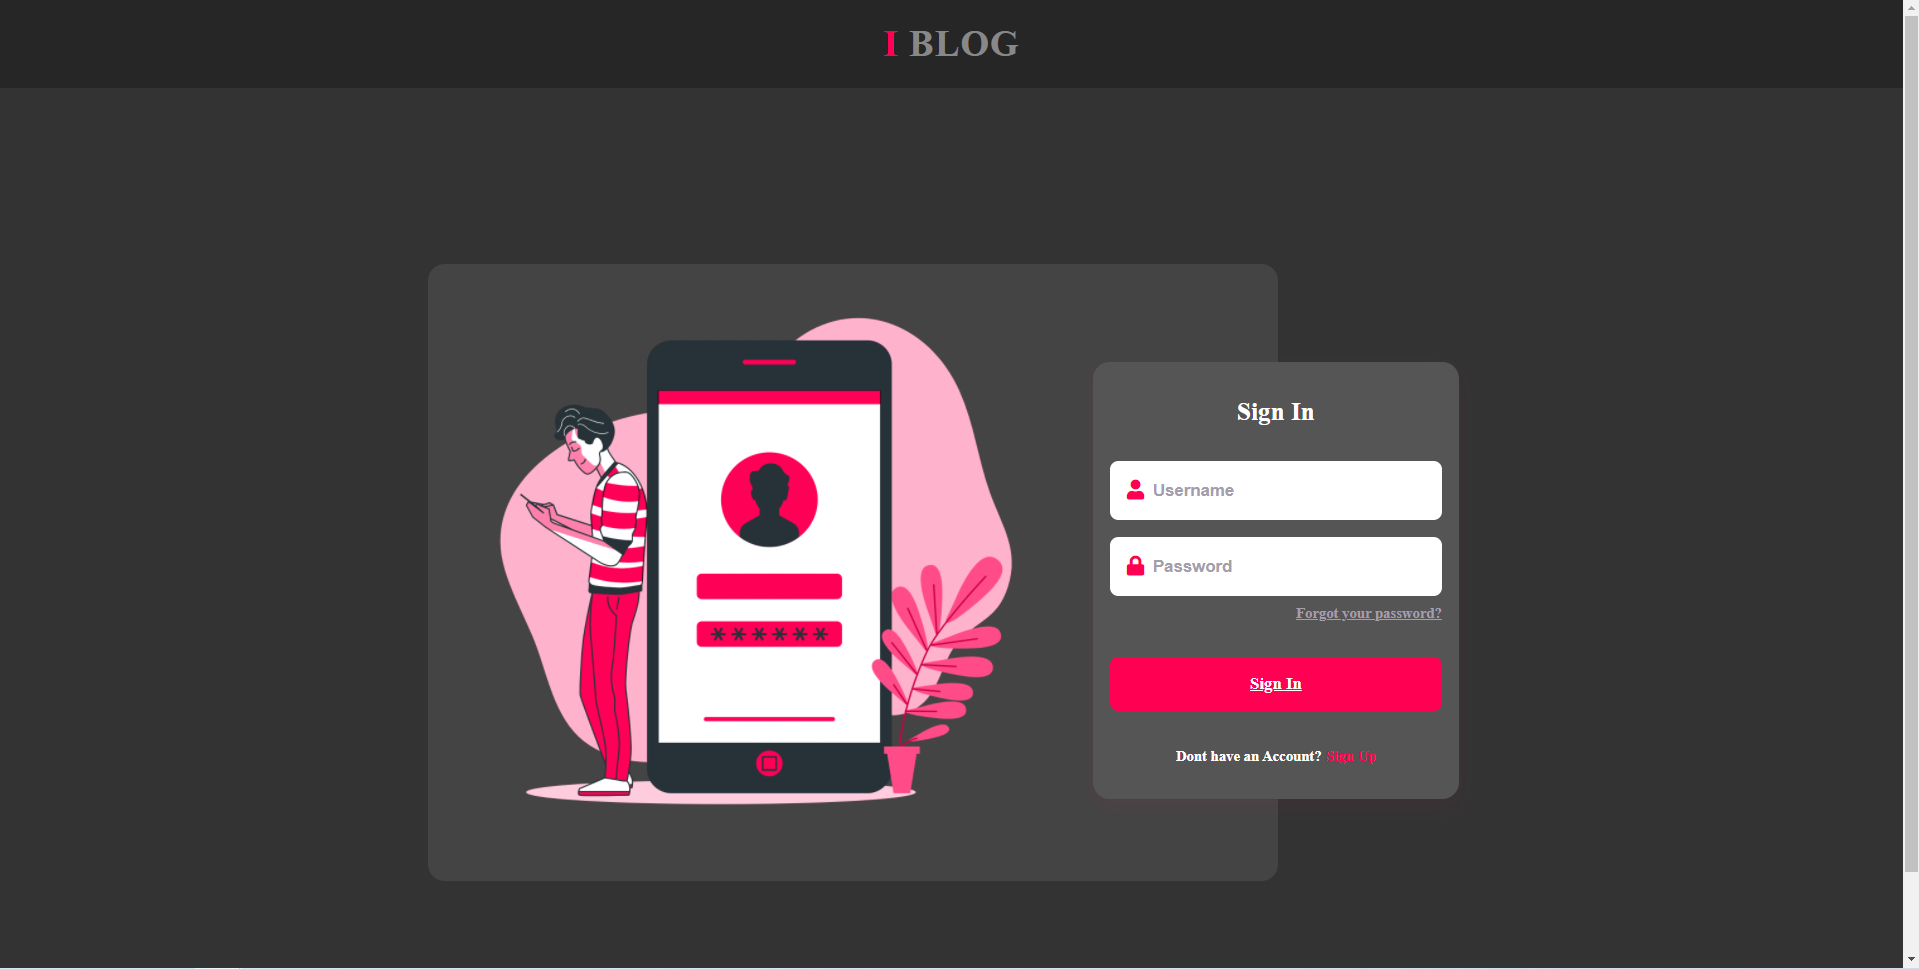 I BLOG
Sign In
Username
Password
Forgot your password?
Sign In
Dont have an Account? Sign Up
******